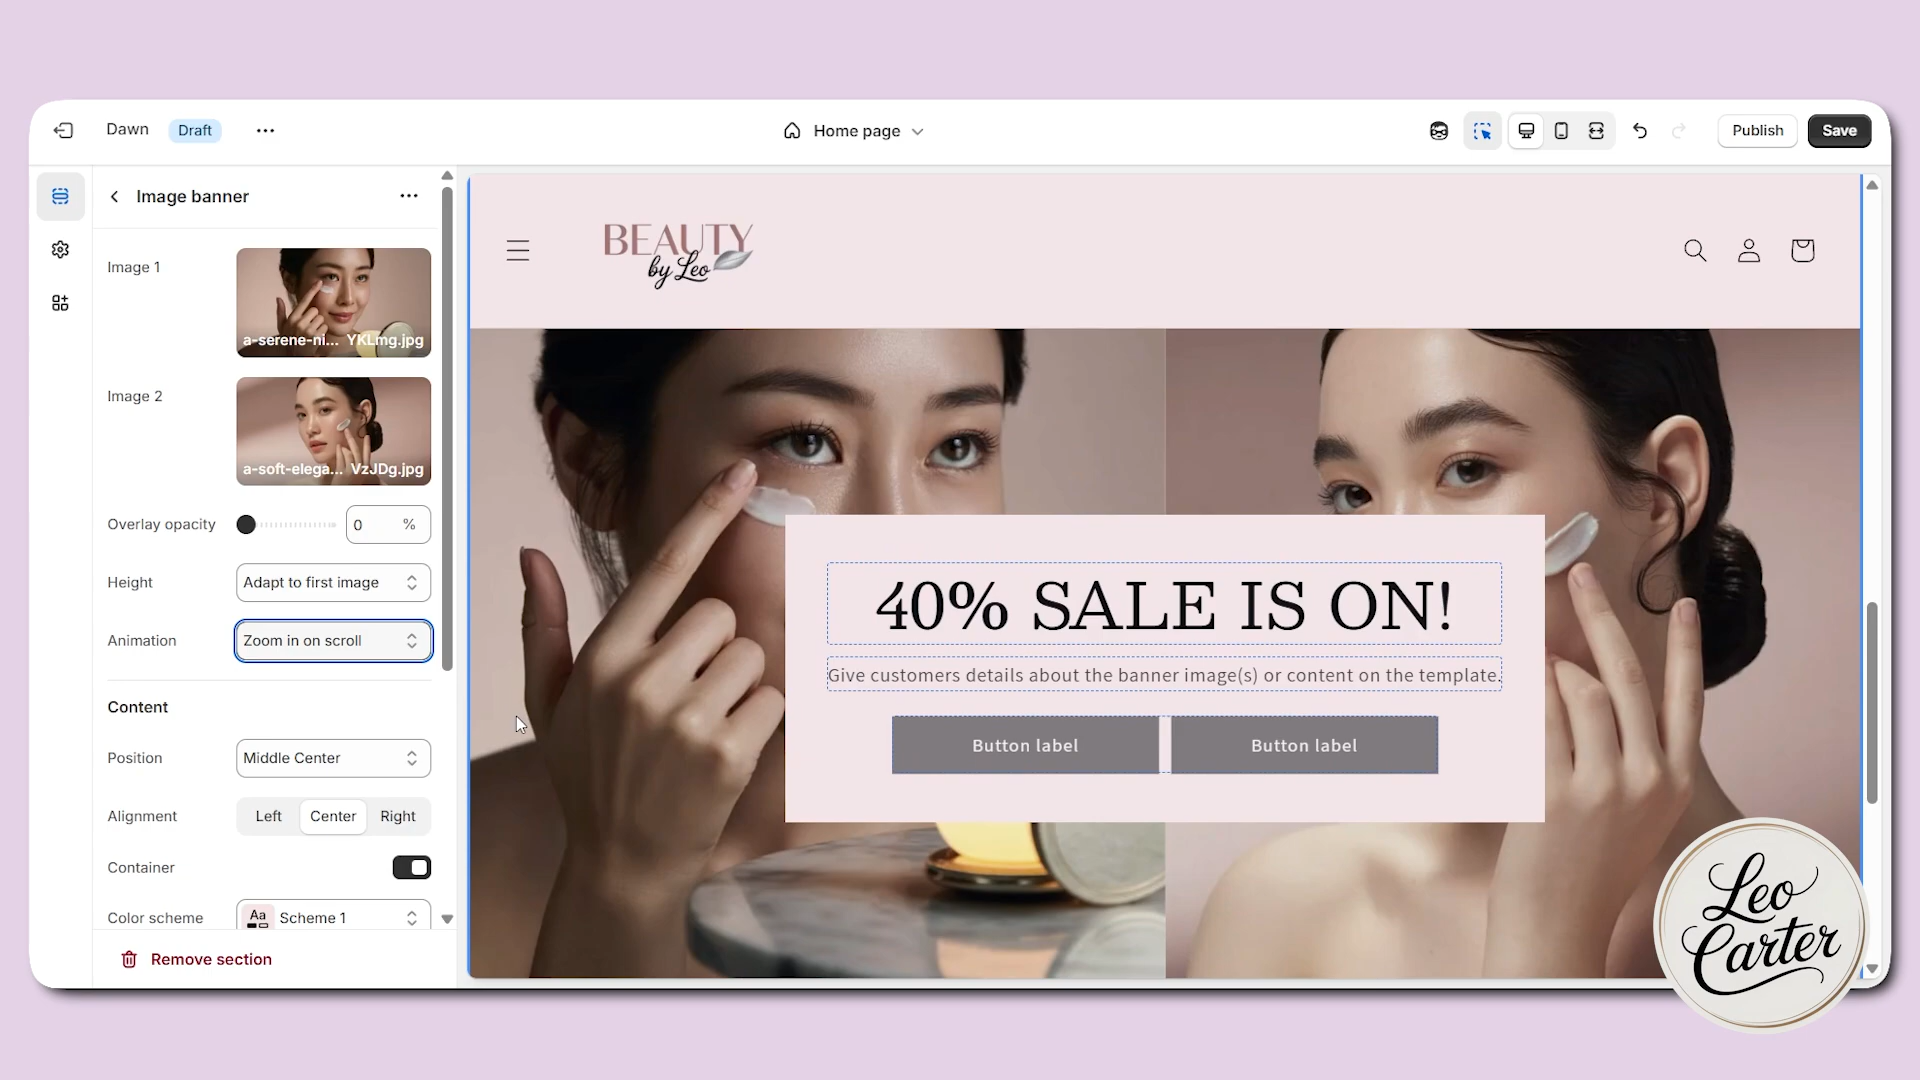 Dawn
Draft
Home page
Publish
Save
Image banner
Image 1
a-serene-ni... YKLmg.jpg
Image 2
a-soft-elega... VzJDg.jpg
Overlay opacity
0 %
Height
Adapt to first image
Animation
Zoom in on scroll
Content
Position
Middle Center
Alignment
Left
Center
Right
Container
Color scheme
Aa
Scheme 1
Remove section
BEAUTY
by Leo
40% SALE IS ON!
Give customers details about the banner image(s) or content on the template.
Button label
Button label
Leo
Carter